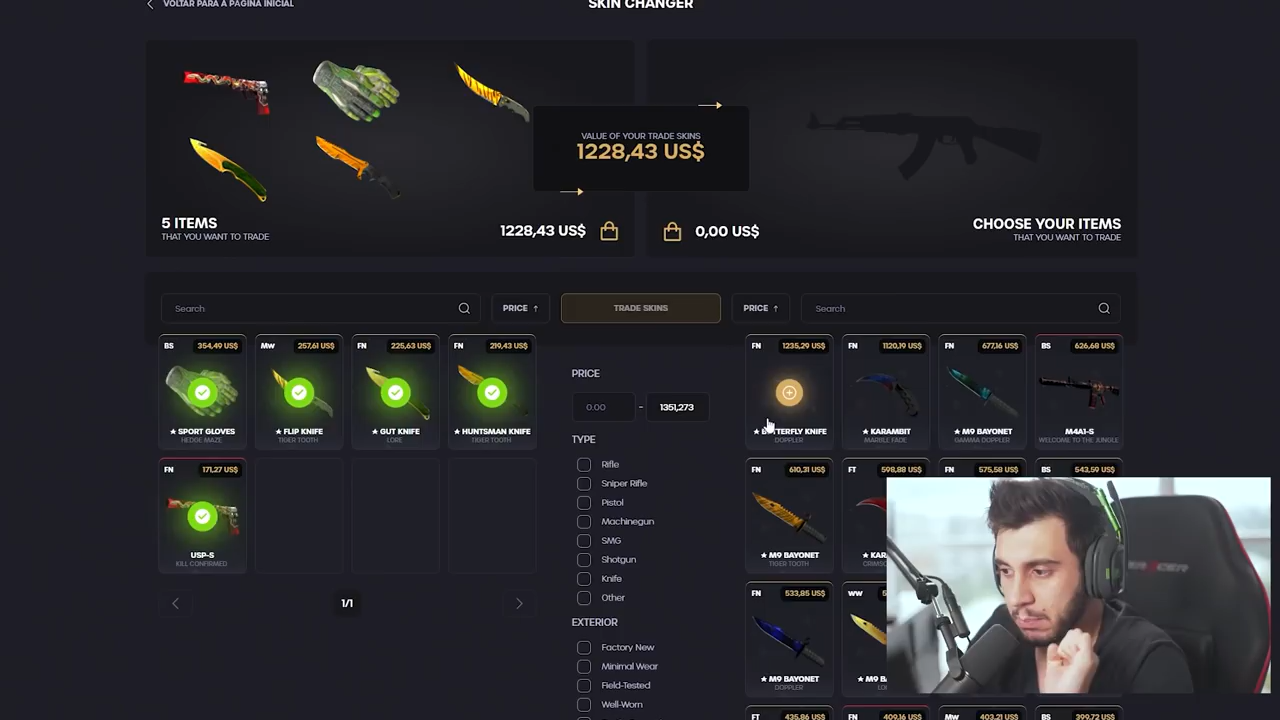 VOLTAR PARA A PÁGINA INICIAL
SKIN CHANGER
VALUE OF YOUR TRADE SKINS
1228,43 US$
5 ITEMS
THAT YOU WANT TO TRADE
1228,43 US$
0,00 US$
CHOOSE YOUR ITEMS
THAT YOU WANT TO TRADE
Search
PRICE ↑
TRADE SKINS
PRICE ↑
Search
BS 354,49 US$
★ SPORT GLOVES
HEDGE MAZE
MW 257,61 US$
★ FLIP KNIFE
TIGER TOOTH
FN 225,63 US$
★ GUT KNIFE
LORE
FN 219,43 US$
★ HUNTSMAN KNIFE
TIGER TOOTH
FN 171,27 US$
USP-S
KILL CONFIRMED
1/1
PRICE
0.00 - 1351,273
TYPE
Rifle
Sniper Rifle
Pistol
Machinegun
SMG
Shotgun
Knife
Other
EXTERIOR
Factory New
Minimal Wear
Field-Tested
Well-Worn
FN 1235,29 US$
★ BUTTERFLY KNIFE
DOPPLER
FN 1120,19 US$
★ KARAMBIT
MARBLE FADE
FN 677,16 US$
★ M9 BAYONET
GAMMA DOPPLER
BS 626,68 US$
M4A1-S
WELCOME TO THE JUNGLE
FN 610,31 US$
★ M9 BAYONET
TIGER TOOTH
FT 598,88 US$
FN 575,58 US$
BS 543,59 US$
FN 533,85 US$
★ M9 BAYONET
DOPPLER
WW
FT 435,86 US$
FN 409,16 US$
MW 403,21 US$
FN 399,72 US$